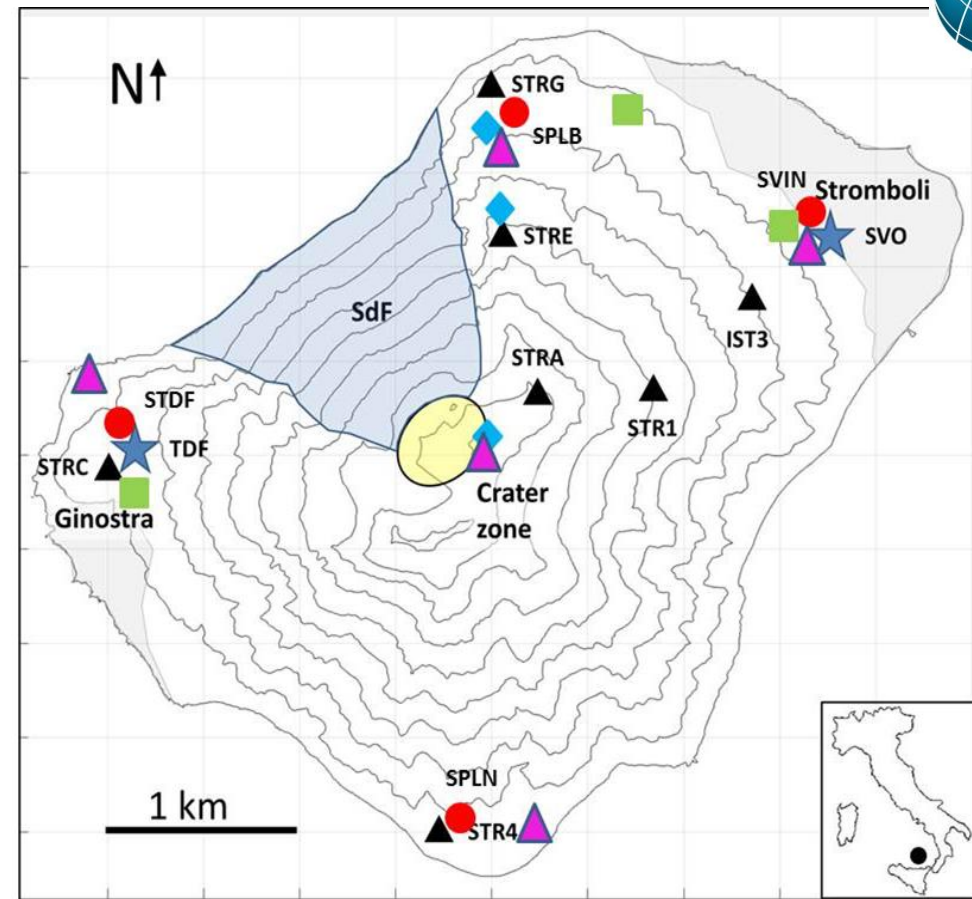 N
STRG
SPLB
SVIN
Stromboli
STRE
SVO
SdF
IST3
STRA
STDF
STR1
STRC
TDF
Crater
zone
Ginostra
SPLN
1 km
STR4